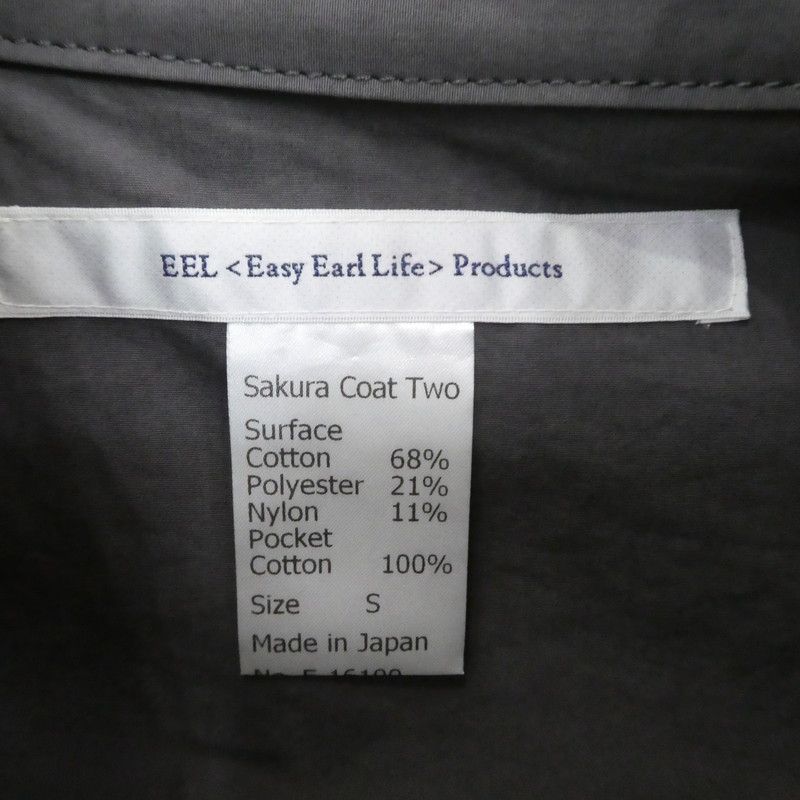 EEL <Easy Earl Life> Products
Sakura Coat Two
Surface
Cotton 68%
Polyester 21%
Nylon 11%
Pocket
Cotton 100%
Size S
Made in Japan